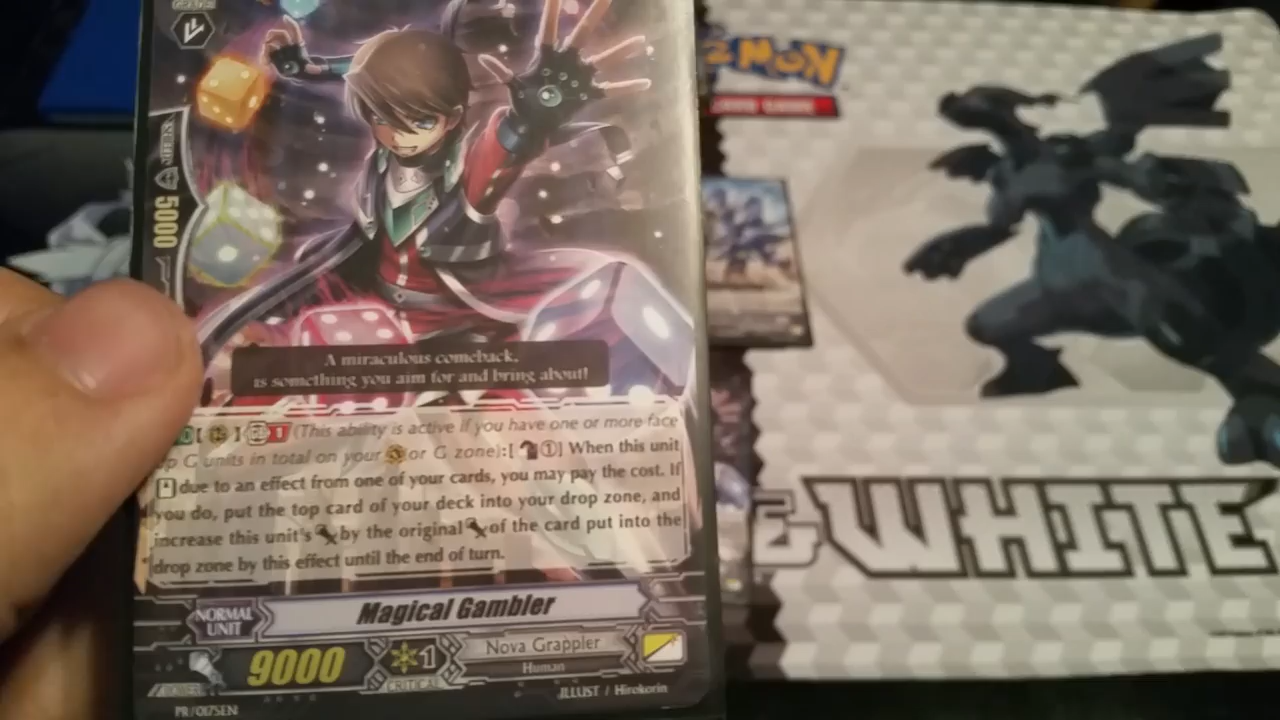 GRADE
5000
A miraculous comeback,
is something you aim for and bring about!
(This ability is active if you have one or more face
up G units in total on your or G zone):[ ①] When this unit
due to an effect from one of your cards, you may pay the cost. If
you do, put the top card of your deck into your drop zone, and
increase this unit's by the original of the card put into the
drop zone by this effect until the end of turn.
NORMAL
UNIT
Magical Gambler
POWER
9000
1
CRITICAL
Nova Grappler
Human
ILLUST / Hirokorin
PR/0175EN
WHITE